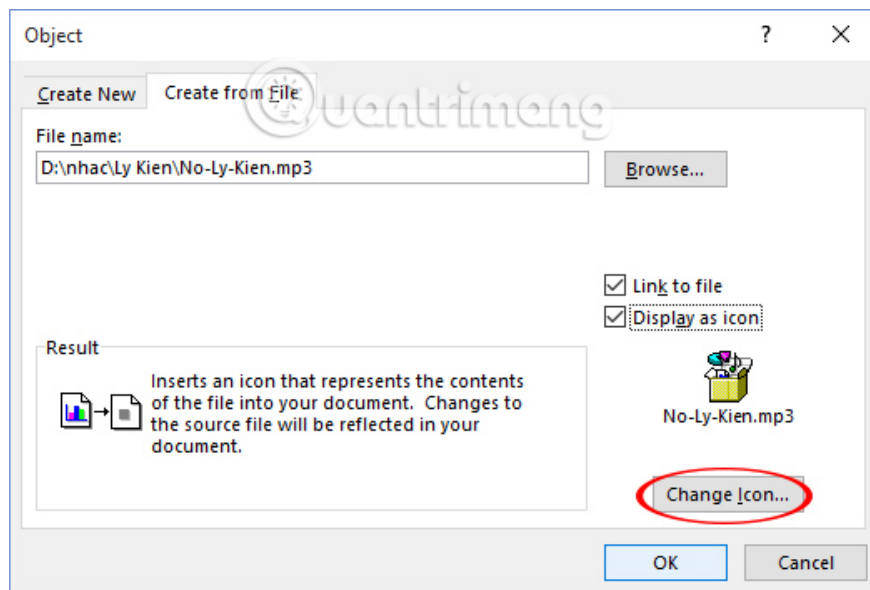 Object
?
Create New
Create from File
Quantrimang
File name:
D:\nhac\Ly Kien\No-Ly-Kien.mp3
Browse...
Link to file
Display as icon
Result
Inserts an icon that represents the contents
of the file into your document. Changes to
the source file will be reflected in your
document.
No-Ly-Kien.mp3
Change Icon...
OK
Cancel